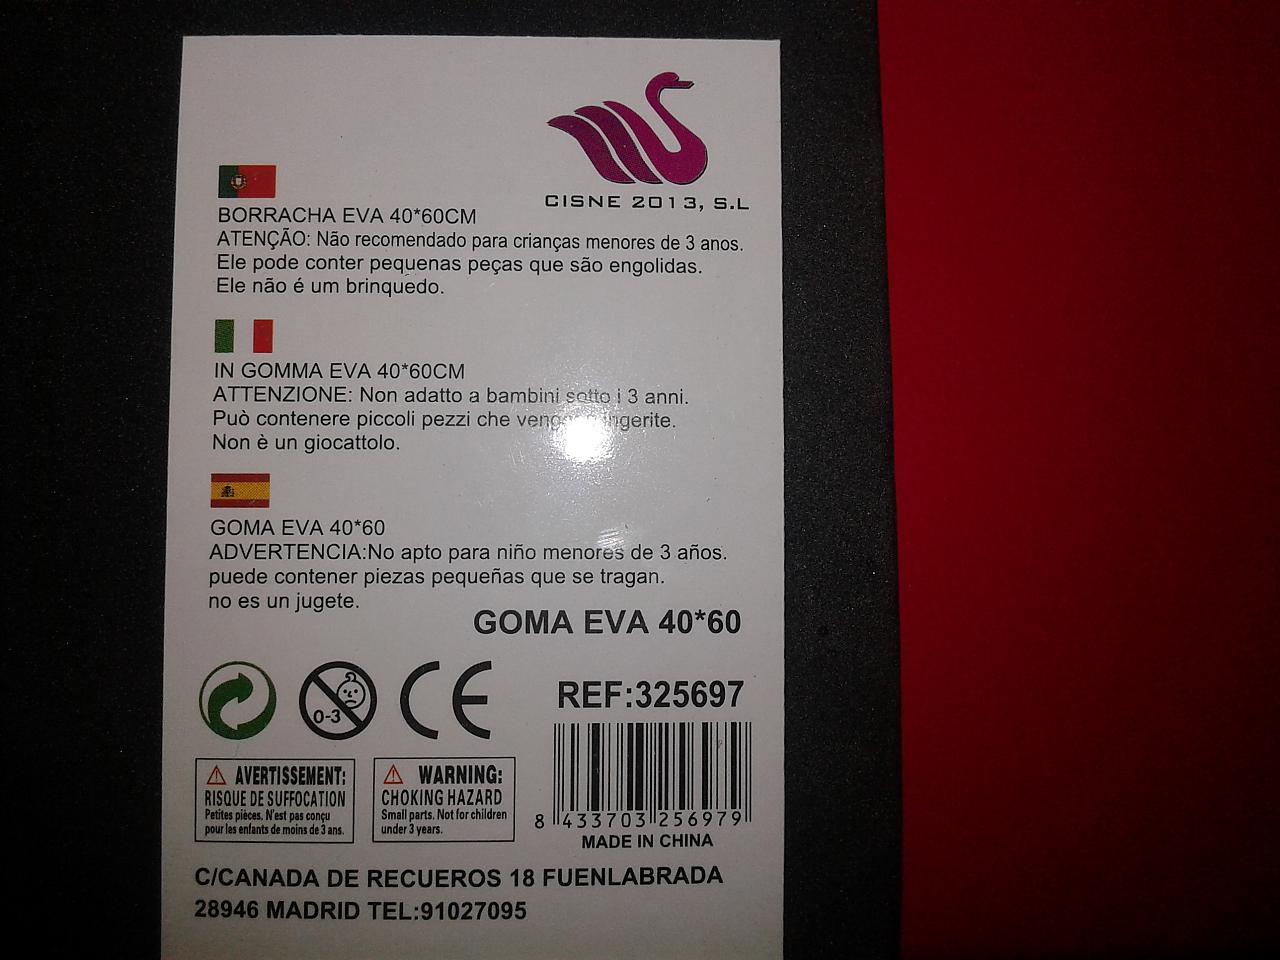 CISNE 2013, S.L
BORRACHA EVA 40*60CM
ATENÇÃO: Não recomendado para crianças menores de 3 anos.
Ele pode conter pequenas peças que são engolidas.
Ele não é um brinquedo.
IN GOMMA EVA 40*60CM
ATTENZIONE: Non adatto a bambini sotto i 3 anni.
Può contenere piccoli pezzi che vengono ingerite.
Non è un giocattolo.
GOMA EVA 40*60
ADVERTENCIA:No apto para niño menores de 3 años.
puede contener piezas pequeñas que se tragan.
no es un jugete.
GOMA EVA 40*60
0-3
CE
REF:325697
AVERTISSEMENT:
RISQUE DE SUFFOCATION
Petites pièces. N'est pas conçu
pour les enfants de moins de 3 ans.
WARNING:
CHOKING HAZARD
Small parts. Not for children
under 3 years.
8 433703 256979
MADE IN CHINA
C/CANADA DE RECUEROS 18 FUENLABRADA
28946 MADRID TEL:91027095